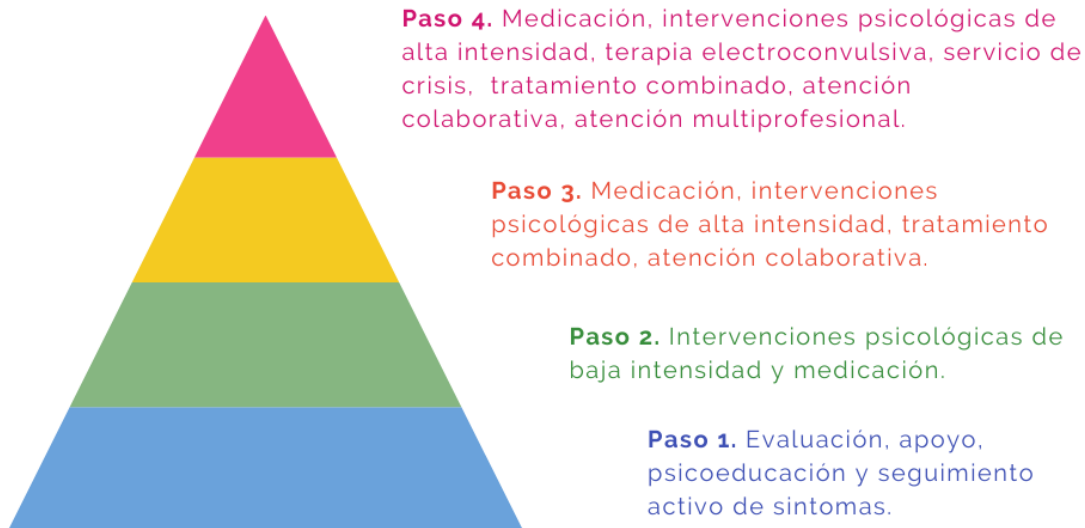 Paso 4. Medicación, intervenciones psicológicas de
alta intensidad, terapia electroconvulsiva, servicio de
crisis, tratamiento combinado, atención
colaborativa, atención multiprofesional.
Paso 3. Medicación, intervenciones
psicológicas de alta intensidad, tratamiento
combinado, atención colaborativa.
Paso 2. Intervenciones psicológicas de
baja intensidad y medicación.
Paso 1. Evaluación, apoyo,
psicoeducación y seguimiento
activo de sintomas.